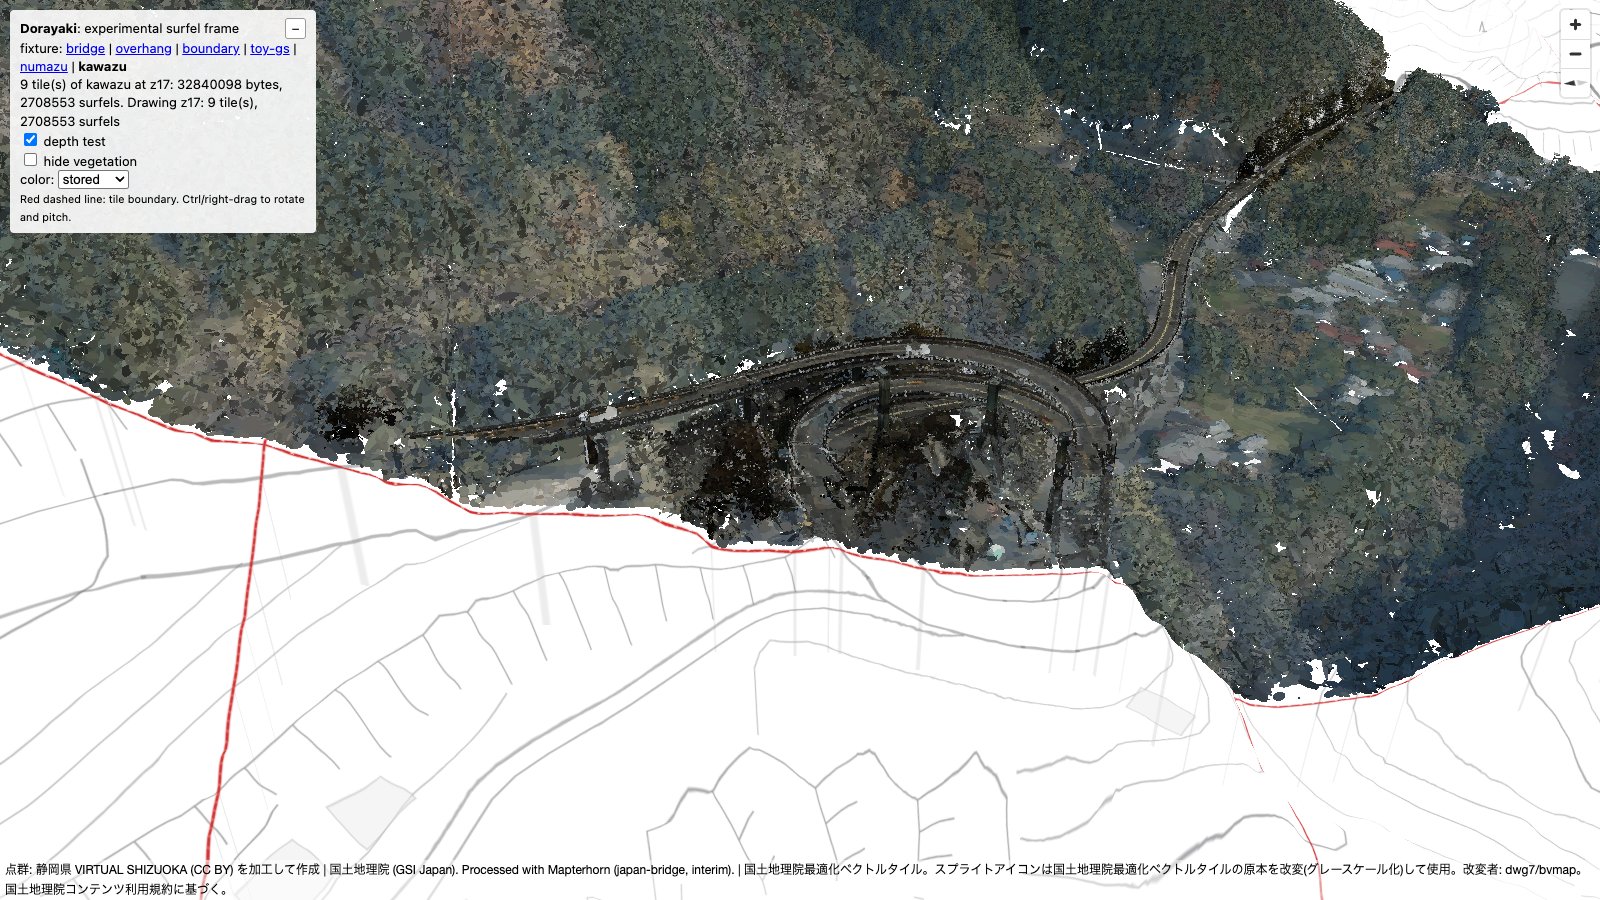 Dorayaki: experimental surfel frame
−
fixture: bridge | overhang | boundary | toy-gs |
numazu | kawazu
9 tile(s) of kawazu at z17: 32840098 bytes,
2708553 surfels. Drawing z17: 9 tile(s),
2708553 surfels
depth test
hide vegetation
color: stored
Red dashed line: tile boundary. Ctrl/right-drag to rotate
and pitch.
点群: 静岡県 VIRTUAL SHIZUOKA (CC BY) を加工して作成 | 国土地理院 (GSI Japan). Processed with Mapterhorn (japan-bridge, interim). | 国土地理院最適化ベクトルタイル。スプライトアイコンは国土地理院最適化ベクトルタイルの原本を改変(グレースケール化)して使用。改変者: dwg7/bvmap。
国土地理院コンテンツ利用規約に基づく。